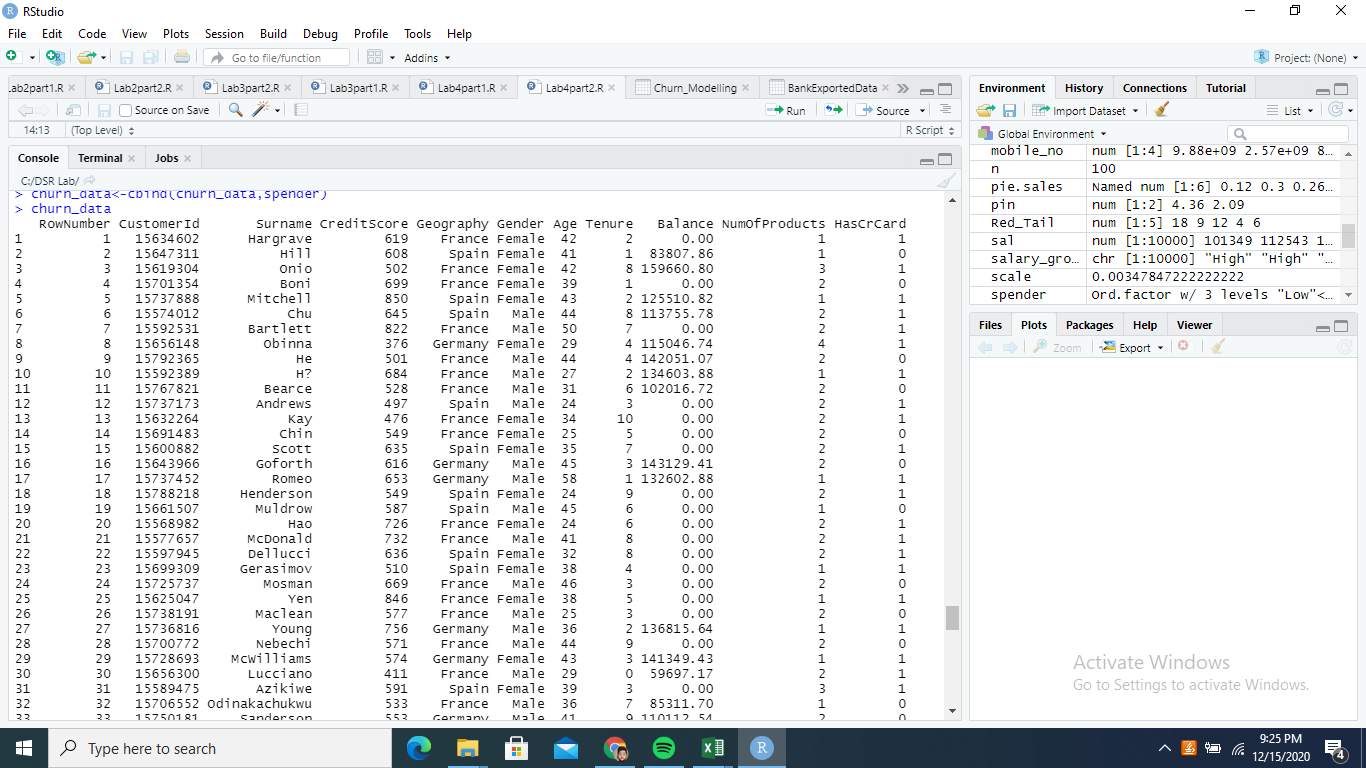 RStudio
File Edit Code View Plots Session Build Debug Profile Tools Help
Go to file/function Addins Project: (None)
Lab2part1.R Lab2part2.R Lab3part2.R Lab3part1.R Lab4part1.R Lab4part2.R Churn_Modelling BankExportedData
Source on Save Run Source
14:13 (Top Level) R Script
Console Terminal Jobs
C:/DSR Lab/
> churn_data<-cbind(churn_data,spender)
> churn_data
RowNumber CustomerId Surname CreditScore Geography Gender Age Tenure Balance NumOfProducts HasCrCard
1 1 15634602 Hargrave 619 France Female 42 2 0.00 1 1
2 2 15647311 Hill 608 Spain Female 41 1 83807.86 1 0
3 3 15619304 Onio 502 France Female 42 8 159660.80 3 1
4 4 15701354 Boni 699 France Female 39 1 0.00 2 0
5 5 15737888 Mitchell 850 Spain Female 43 2 125510.82 1 1
6 6 15574012 Chu 645 Spain Male 44 8 113755.78 2 1
7 7 15592531 Bartlett 822 France Male 50 7 0.00 2 1
8 8 15656148 Obinna 376 Germany Female 29 4 115046.74 4 1
9 9 15792365 He 501 France Male 44 4 142051.07 2 0
10 10 15592389 H? 684 France Male 27 2 134603.88 1 1
11 11 15767821 Bearce 528 France Male 31 6 102016.72 2 0
12 12 15737173 Andrews 497 Spain Male 24 3 0.00 2 1
13 13 15632264 Kay 476 France Female 34 10 0.00 2 1
14 14 15691483 Chin 549 France Female 25 5 0.00 2 0
15 15 15600882 Scott 635 Spain Female 35 7 0.00 2 1
16 16 15643966 Goforth 616 Germany Male 45 3 143129.41 2 0
17 17 15737452 Romeo 653 Germany Male 58 1 132602.88 1 1
18 18 15788218 Henderson 549 Spain Female 24 9 0.00 2 1
19 19 15661507 Muldrow 587 Spain Male 45 6 0.00 1 0
20 20 15568982 Hao 726 France Female 24 6 0.00 2 1
21 21 15577657 McDonald 732 France Male 41 8 0.00 2 1
22 22 15597945 Dellucci 636 Spain Female 32 8 0.00 2 1
23 23 15699309 Gerasimov 510 Spain Female 38 4 0.00 1 1
24 24 15725737 Mosman 669 France Male 46 3 0.00 2 0
25 25 15625047 Yen 846 France Female 38 5 0.00 1 1
26 26 15738191 Maclean 577 France Male 25 3 0.00 2 0
27 27 15736816 Young 756 Germany Male 36 2 136815.64 1 1
28 28 15700772 Nebechi 571 France Male 44 9 0.00 2 0
29 29 15728693 McWilliams 574 Germany Female 43 3 141349.43 1 1
30 30 15656300 Lucciano 411 France Male 29 0 59697.17 2 1
31 31 15589475 Azikiwe 591 Spain Female 39 3 0.00 3 1
32 32 15706552 Odinakachukwu 533 France Male 36 7 85311.70 1 0
33 33 15750181 Sanderson 553 Germany Male 41 9 110112.54 2 0
Environment History Connections Tutorial
Import Dataset List
Global Environment
mobile_no num [1:4] 9.88e+09 2.57e+09 8...
n 100
pie.sales Named num [1:6] 0.12 0.3 0.26...
pin num [1:2] 4.36 2.09
Red_Tail num [1:5] 18 9 12 4 6
sal num [1:10000] 101349 112543 1...
salary_gro... chr [1:10000] "High" "High" "...
scale 0.00347847222222222
spender Ord.factor w/ 3 levels "Low"<...
Files Plots Packages Help Viewer
Zoom Export
Activate Windows
Go to Settings to activate Windows.
Type here to search
9:25 PM
12/15/2020
4